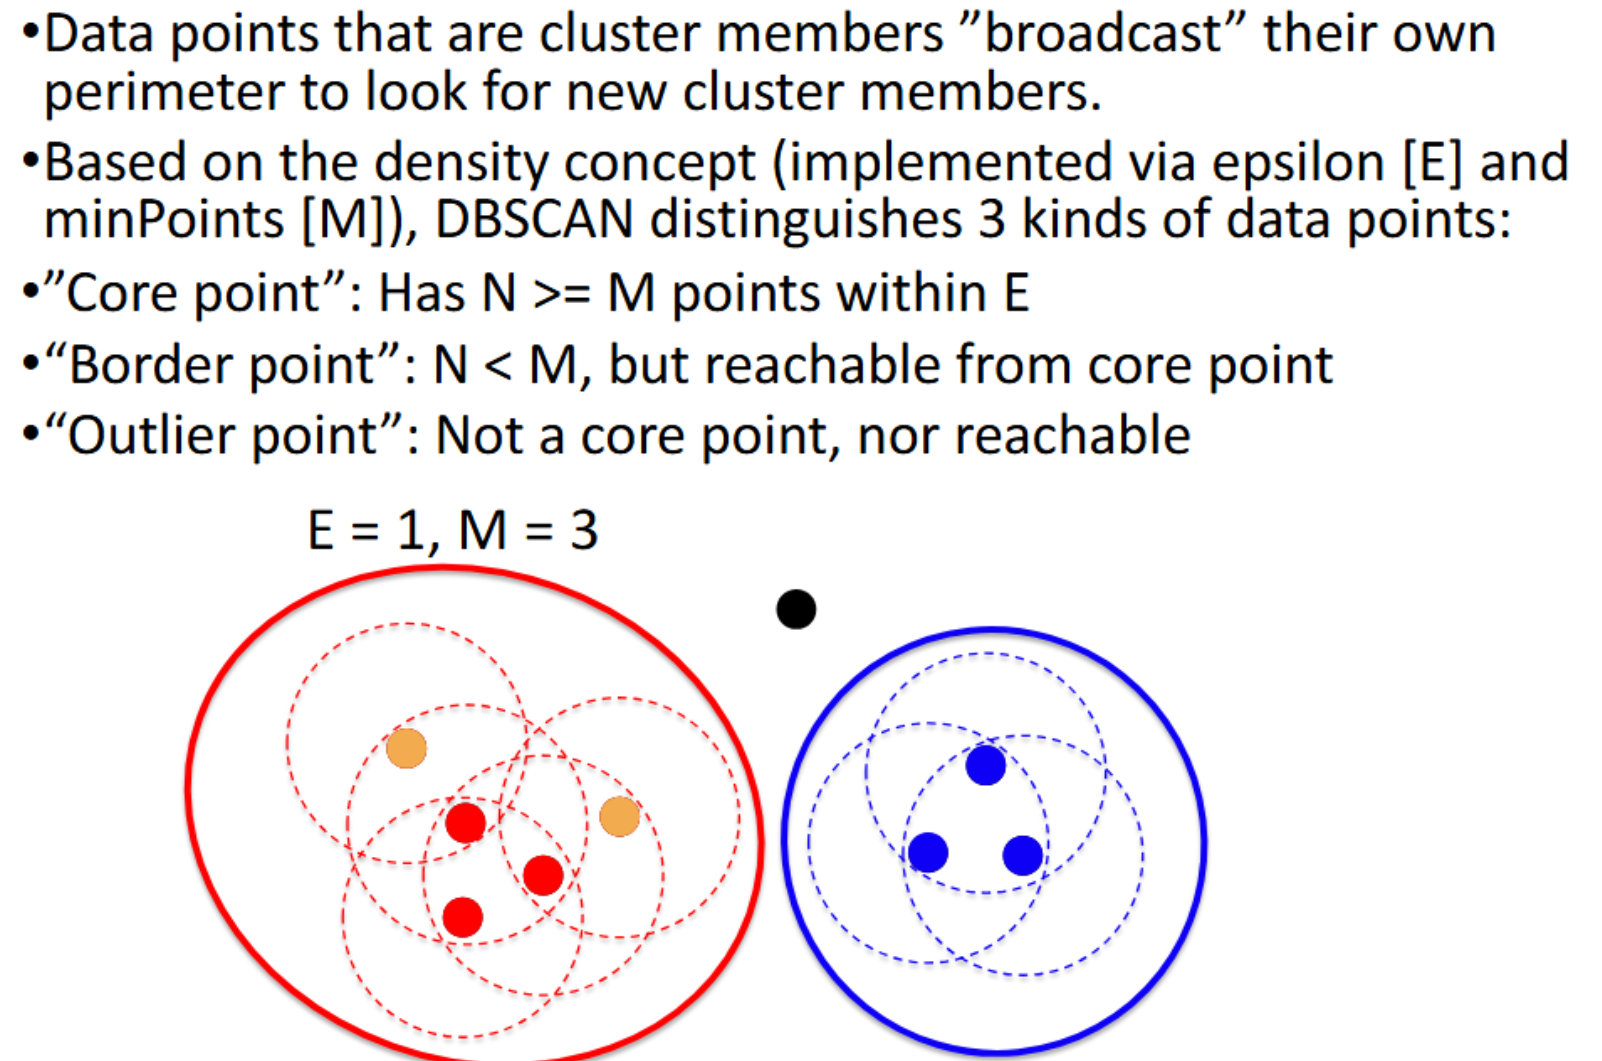 •Data points that are cluster members ”broadcast” their own
perimeter to look for new cluster members.
•Based on the density concept (implemented via epsilon [E] and
minPoints [M]), DBSCAN distinguishes 3 kinds of data points:
•”Core point”: Has N >= M points within E
•“Border point”: N < M, but reachable from core point
•“Outlier point”: Not a core point, nor reachable
E = 1, M = 3